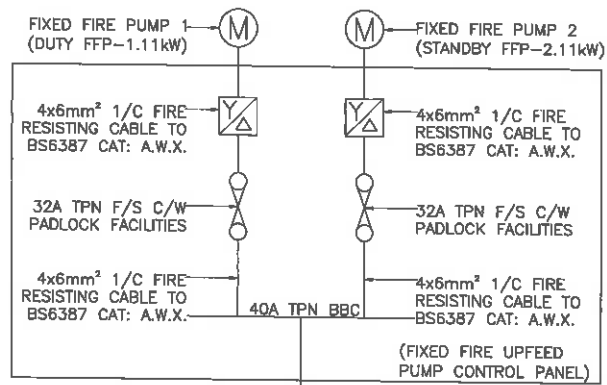 FIXED FIRE PUMP 1
(DUTY FFP-1.11kW)
M
M
FIXED FIRE PUMP 2
(STANDBY FFP-2.11kW)
4x6mm² 1/C FIRE
RESISTING CABLE TO
BS6387 CAT: A.W.X.
Y
△
Y
△
4x6mm² 1/C FIRE
RESISTING CABLE TO
BS6387 CAT: A.W.X.
32A TPN F/S C/W
PADLOCK FACILITIES
32A TPN F/S C/W
PADLOCK FACILITIES
4x6mm² 1/C FIRE
RESISTING CABLE TO
BS6387 CAT: A.W.X.
4x6mm² 1/C FIRE
RESISTING CABLE TO
BS6387 CAT: A.W.X.
40A TPN BBC
(FIXED FIRE UPFEED
PUMP CONTROL PANEL)